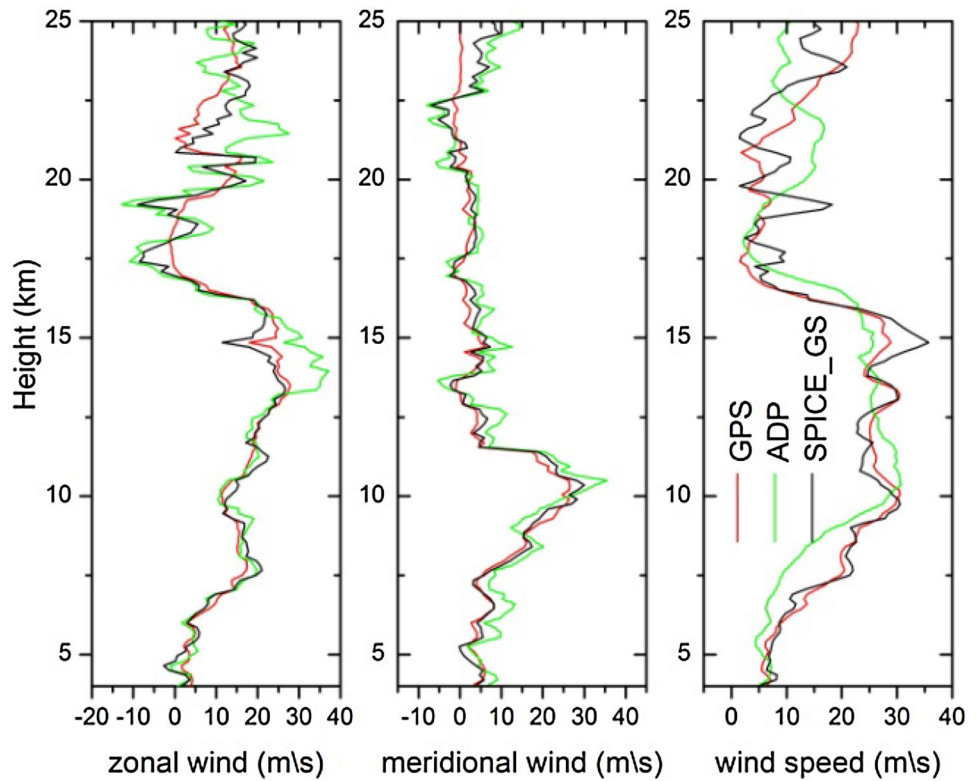 25 25 25
20 20 20
15 15 15
10 10 10
5 5 5
Height (km)
GPS
ADP
SPICE_GS
-20 -10 0 10 20 30 40
-10 0 10 20 30 40
0 10 20 30 40
zonal wind (m\s)
meridional wind (m\s)
wind speed (m\s)